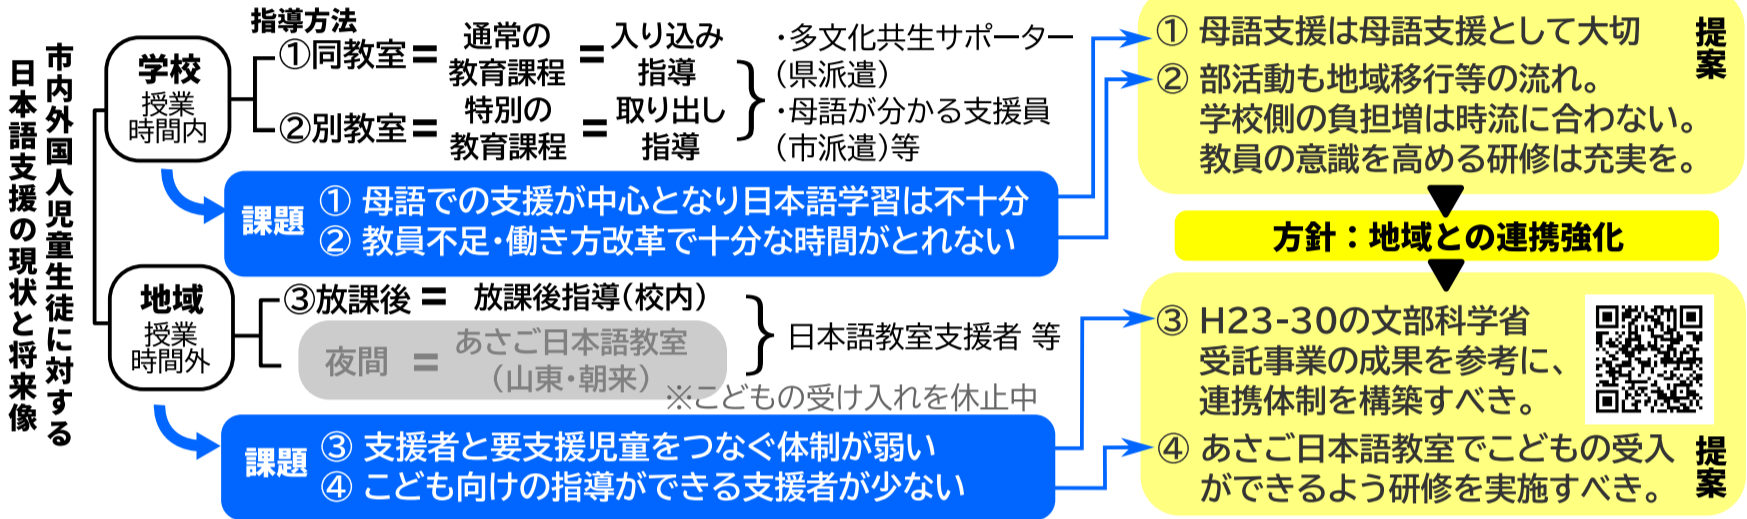 市内外国人児童生徒に対する
日本語支援の現状と将来像
学校
授業
時間内
指導方法
①同教室 = 通常の教育課程 = 入り込み指導
②別教室 = 特別の教育課程 = 取り出し指導
・多文化共生サポーター
（県派遣）
・母語が分かる支援員
（市派遣）等
課題
① 母語での支援が中心となり日本語学習は不十分
② 教員不足・働き方改革で十分な時間がとれない
地域
授業
時間外
③放課後 = 放課後指導（校内）
夜間 = あさご日本語教室
（山東・朝来）
日本語教室支援者 等
※こどもの受け入れを休止中
課題
③ 支援者と要支援児童をつなぐ体制が弱い
④ こども向けの指導ができる支援者が少ない
提案
① 母語支援は母語支援として大切
② 部活動も地域移行等の流れ。
学校側の負担増は時流に合わない。
教員の意識を高める研修は充実を。
方針：地域との連携強化
③ H23-30の文部科学省
受託事業の成果を参考に、
連携体制を構築すべき。
④ あさご日本語教室でこどもの受入
ができるよう研修を実施すべき。
提案